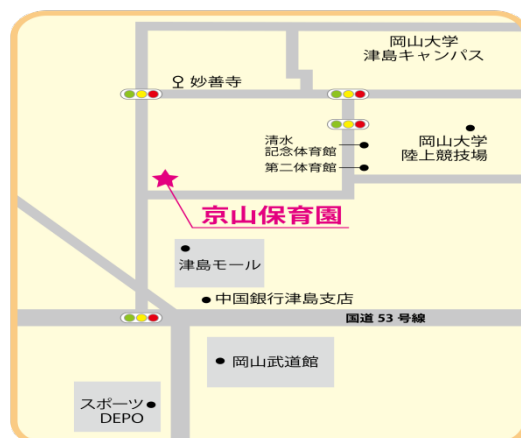 岡山大学
津島キャンパス
妙善寺
清水
記念体育館
第二体育館
岡山大学
陸上競技場
京山保育園
津島モール
中国銀行津島支店
国道 53 号線
岡山武道館
スポーツ
DEPO